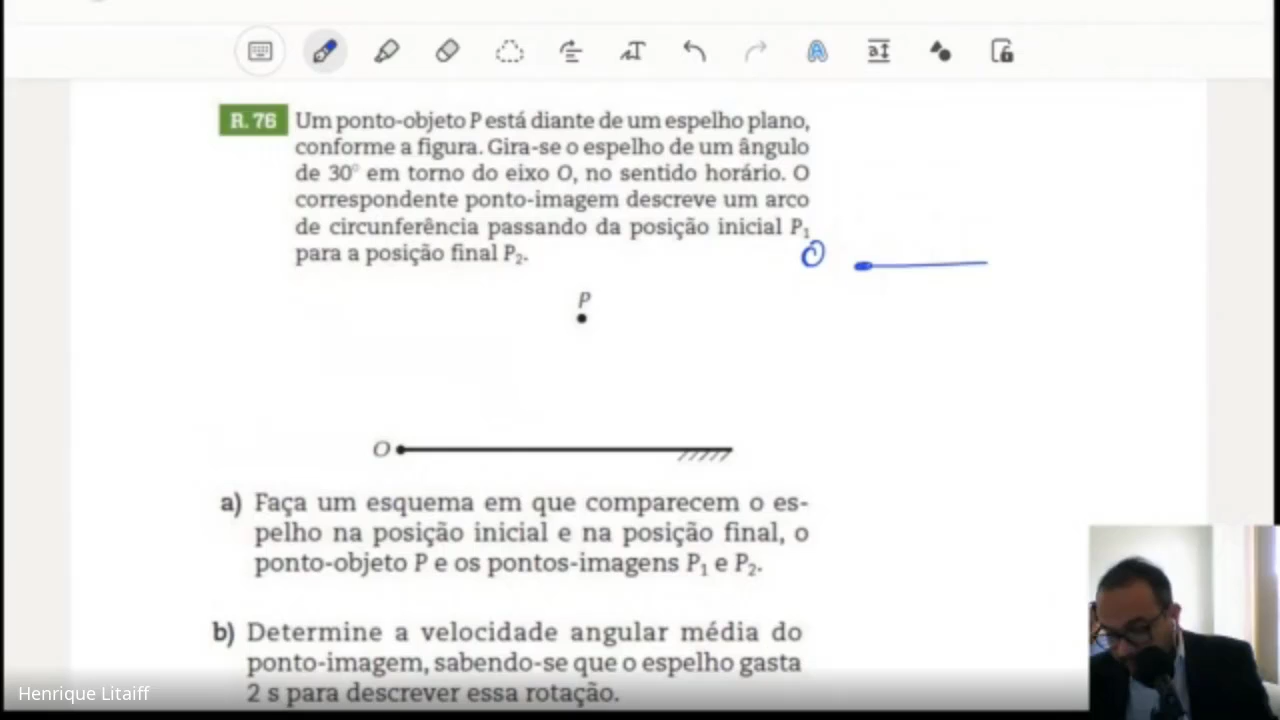 R. 76 Um ponto-objeto P está diante de um espelho plano,
conforme a figura. Gira-se o espelho de um ângulo
de 30° em torno do eixo O, no sentido horário. O
correspondente ponto-imagem descreve um arco
de circunferência passando da posição inicial P₁
para a posição final P₂.
O
P
O
a) Faça um esquema em que comparecem o es-
pelho na posição inicial e na posição final, o
ponto-objeto P e os pontos-imagens P₁ e P₂.
b) Determine a velocidade angular média do
ponto-imagem, sabendo-se que o espelho gasta
2 s para descrever essa rotação.
Henrique Litaiff